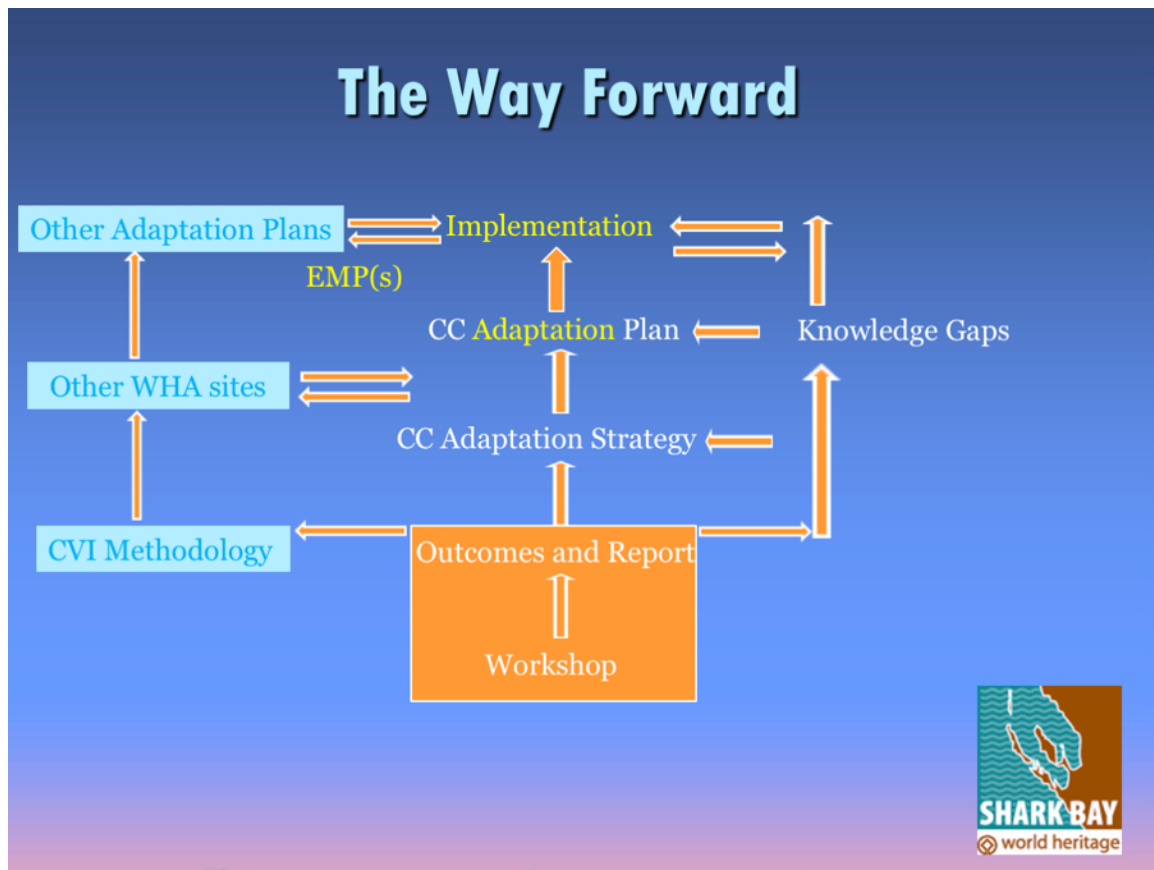 The Way Forward
Other Adaptation Plans
Implementation
EMP(s)
CC Adaptation Plan
Knowledge Gaps
Other WHA sites
CC Adaptation Strategy
CVI Methodology
Outcomes and Report
Workshop
SHARK BAY
world heritage